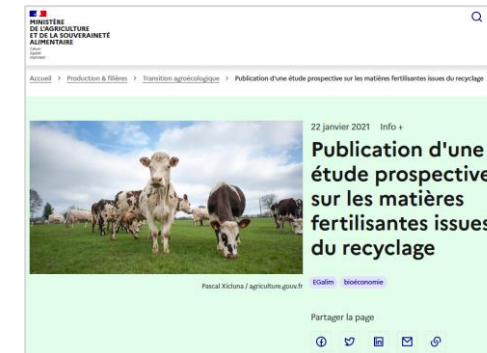 MINISTÈRE
DE L'AGRICULTURE
ET DE LA SOUVERAINETÉ
ALIMENTAIRE
Accueil > Production & filières > Transition agroécologique > Publication d'une étude prospective sur les matières fertilisantes issues du recyclage
22 janvier 2021 Info +
Publication d'une
étude prospective
sur les matières
fertilisantes issues
du recyclage
Pascal Xicluna / agriculture.gouv.fr
EGalim bioéconomie
Partager la page